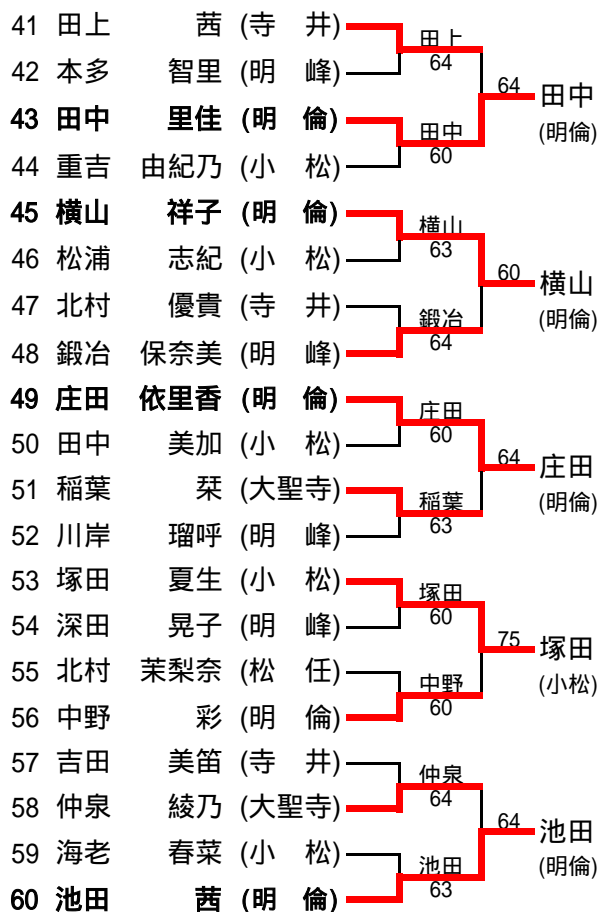 41 田上 茜 (寺 井)
42 本多 智里 (明 峰)
43 田中 里佳 (明 倫)
44 重吉 由紀乃 (小 松)
45 横山 祥子 (明 倫)
46 松浦 志紀 (小 松)
47 北村 優貴 (寺 井)
48 鍛冶 保奈美 (明 峰)
49 庄田 依里香 (明 倫)
50 田中 美加 (小 松)
51 稲葉 栞 (大聖寺)
52 川岸 瑠呼 (明 峰)
53 塚田 夏生 (小 松)
54 深田 晃子 (明 峰)
55 北村 茉梨奈 (松 任)
56 中野 彩 (明 倫)
57 吉田 美笛 (寺 井)
58 仲泉 綾乃 (大聖寺)
59 海老 春菜 (小 松)
60 池田 茜 (明 倫)
田上
64
田中
60
横山
63
鍛冶
64
庄田
60
稲葉
63
塚田
60
中野
60
仲泉
64
池田
63
64
田中
(明倫)
60
横山
(明倫)
64
庄田
(明倫)
75
塚田
(小松)
64
池田
(明倫)